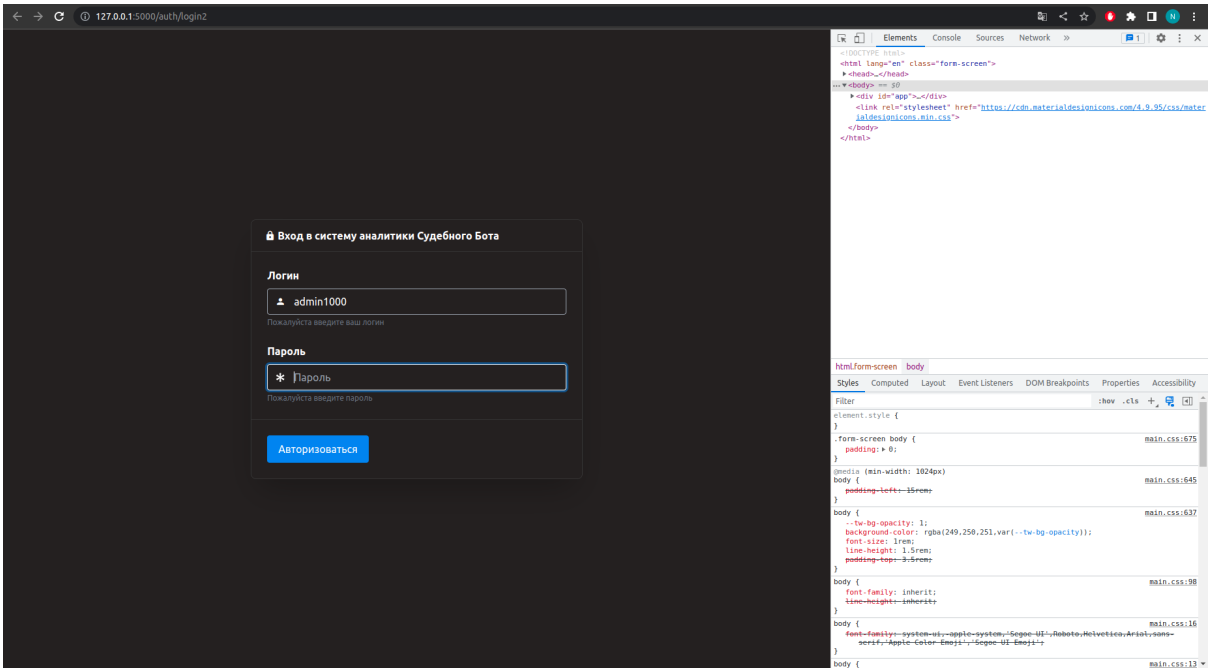 127.0.0.1:5000/auth/login2
N
Elements Console Sources Network » 1
<!DOCTYPE html>
<html lang="en" class="form-screen">
<head>…</head>
<body> == $0
<div id="app">…</div>
<link rel="stylesheet" href="https://cdn.materialdesignicons.com/4.9.95/css/mater
ialdesignicons.min.css">
</body>
</html>
Вход в систему аналитики Судебного Бота
Логин
admin1000
Пожалуйста введите ваш логин
Пароль
Пароль
Пожалуйста введите пароль
Авторизоваться
html.form-screen body
Styles Computed Layout Event Listeners DOM Breakpoints Properties Accessibility
Filter :hov .cls +
element.style {
}
.form-screen body { main.css:675
padding: 0;
}
@media (min-width: 1024px)
body { main.css:645
padding-left: 15rem;
}
body { main.css:637
--tw-bg-opacity: 1;
background-color: rgba(249,250,251,var(--tw-bg-opacity));
font-size: 1rem;
line-height: 1.5rem;
padding-top: 3.5rem;
}
body { main.css:98
font-family: inherit;
line-height: inherit;
}
body { main.css:16
font-family: system-ui,-apple-system,'Segoe UI',Roboto,Helvetica,Arial,sans-
serif,'Apple Color Emoji','Segoe UI Emoji';
}
body { main.css:13